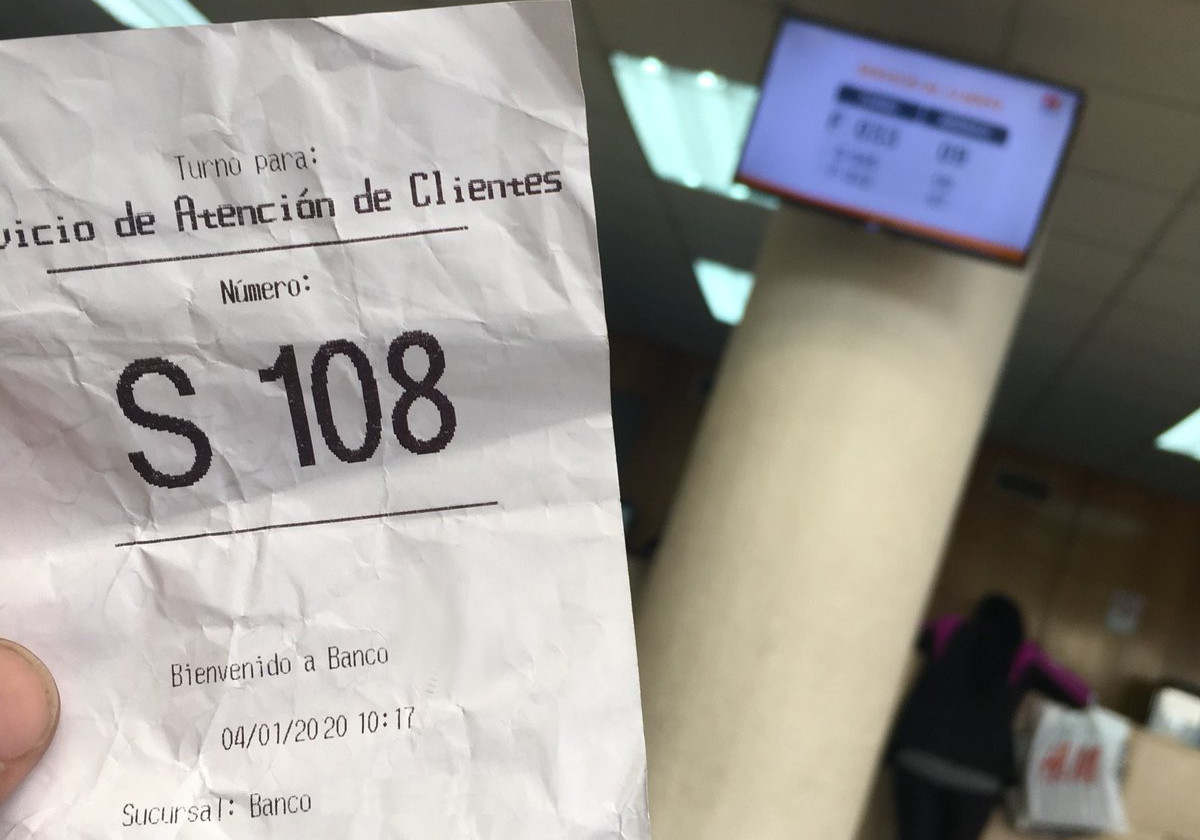 Turno para:
vicio de Atención de Clientes
Número:
S 108
Bienvenido a Banco
04/01/2020 10:17
Sucursal: Banco
H&M